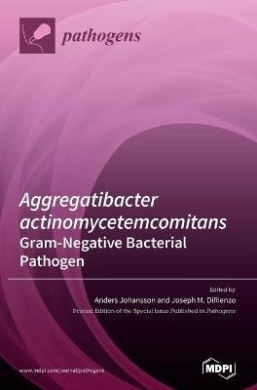 pathogens
Aggregatibacter
actinomycetemcomitans
Gram-Negative Bacterial
Pathogen
Edited by
Anders Johansson and Joseph M. DiRienzo
Printed Edition of the Special Issue Published in Pathogens
www.mdpi.com/journal/pathogens
MDPI